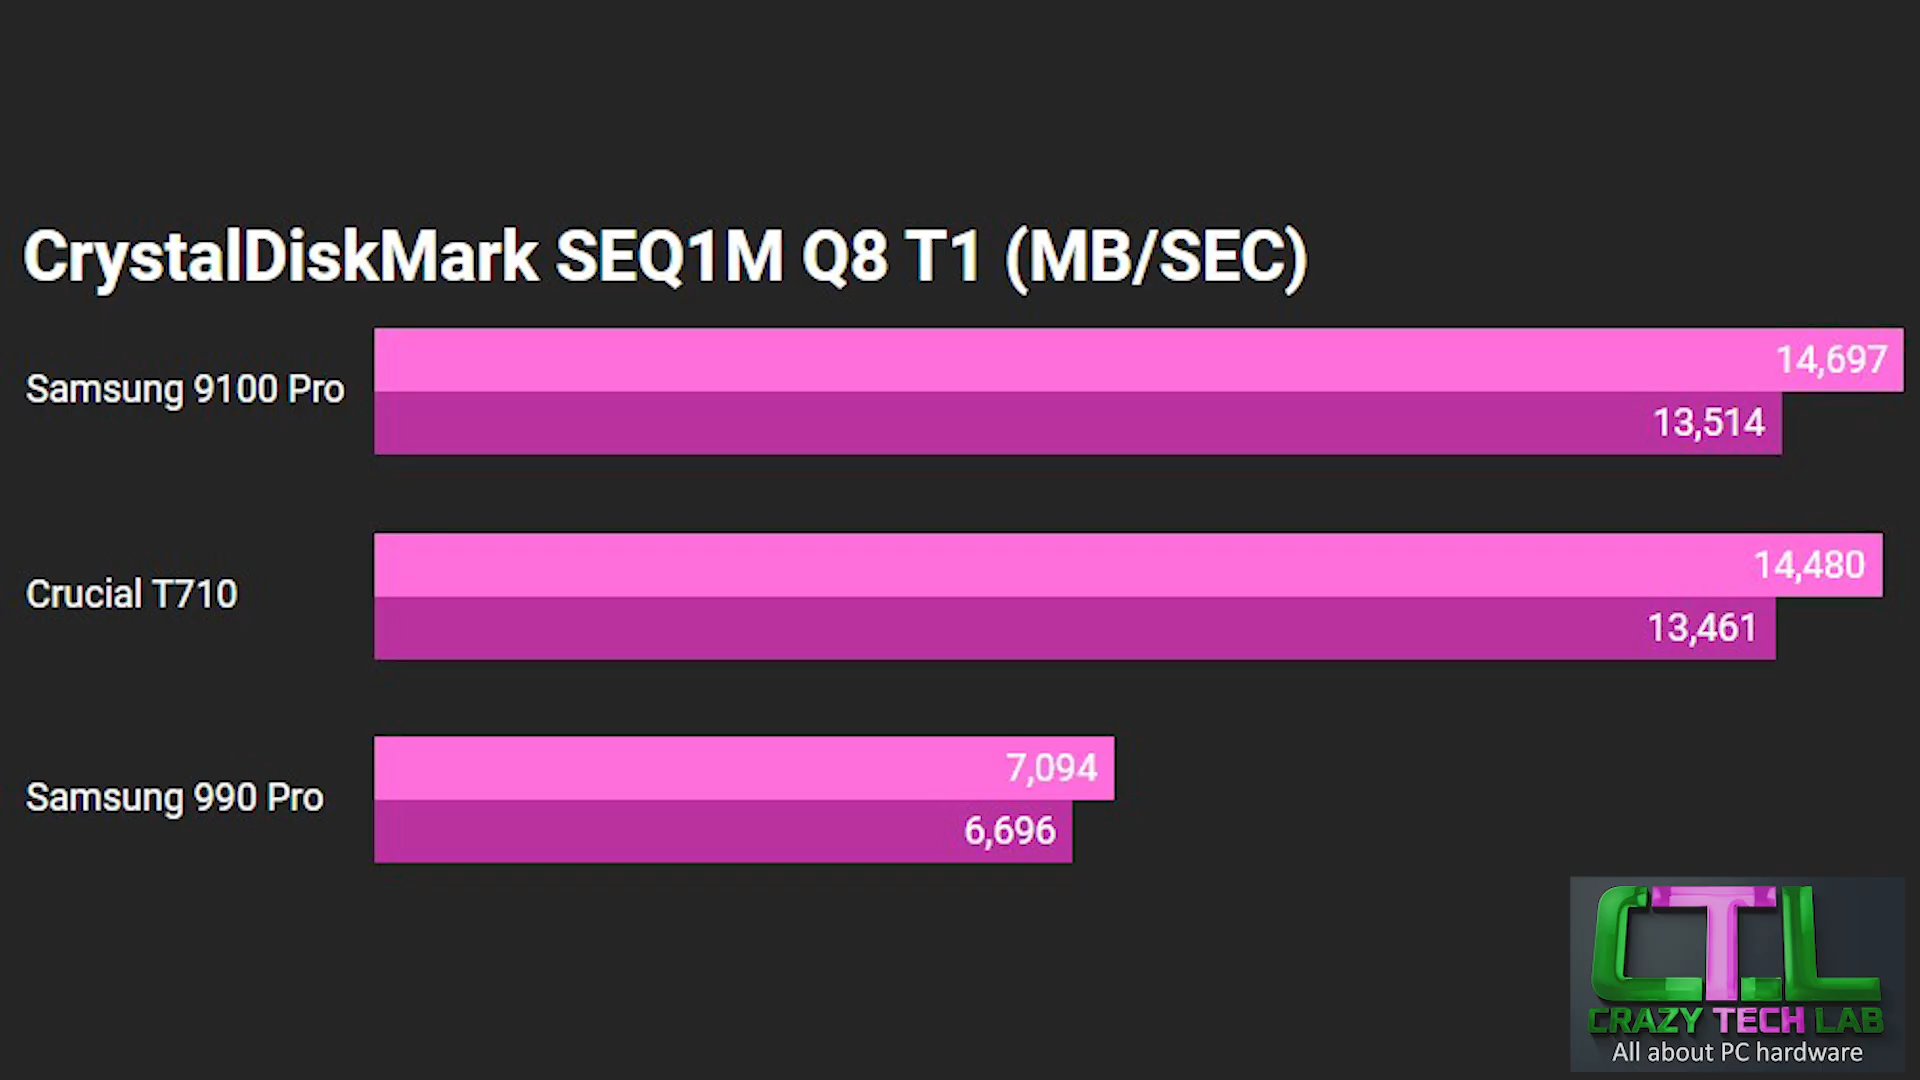 CrystalDiskMark SEQ1M Q8 T1 (MB/SEC)
Samsung 9100 Pro
14,697
13,514
Crucial T710
14,480
13,461
Samsung 990 Pro
7,094
6,696
CTL
CRAZY TECH LAB
All about PC hardware